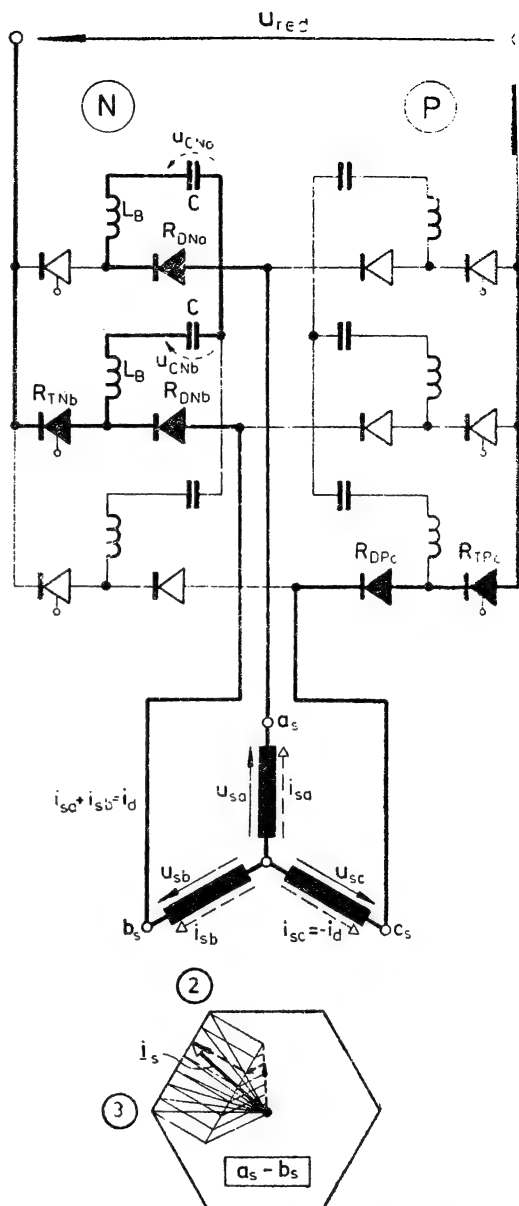 u_red
N P
u_CNa
C
L_B
R_DNa
C
u_CNb
L_B
R_TNb R_DNb
R_DPc R_TPc
a_s
i_sa + i_sb = i_d
u_sa i_sa
u_sb u_sc
b_s i_sb i_sc = -i_d c_s
2
i_s
3
a_s - b_s